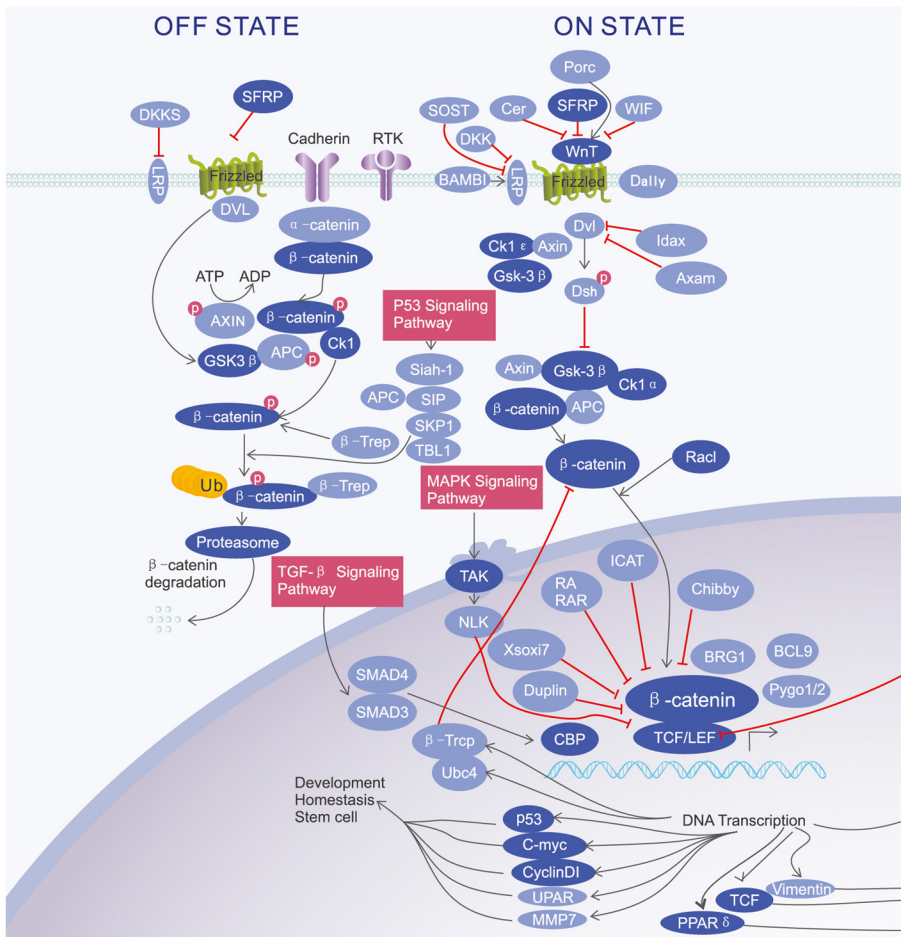 OFF STATE
ON STATE
DKKS
SFRP
Cadherin
RTK
LRP
Frizzled
DVL
α-catenin
β-catenin
ATP
ADP
p
AXIN
β-catenin
p
Ck1
GSK3 β
APC
p
β-catenin
p
β-Trep
Ub
p
β-catenin
β-Trep
Proteasome
β-catenin
degradation
P53 Signaling
Pathway
Siah-1
APC
SIP
SKP1
TBL1
MAPK Signaling
Pathway
TGF-β Signaling
Pathway
Porc
SOST
Cer
SFRP
WIF
DKK
WnT
BAMBI
LRP
Frizzled
Dally
Dvl
Idax
Axam
Ck1 ε
Axin
Gsk-3 β
Dsh
p
Axin
Gsk-3 β
Ck1 α
β-catenin
APC
β-catenin
RacI
TAK
NLK
RA
RAR
ICAT
Chibby
Xsoxi7
Duplin
BRG1
BCL9
Pygo1/2
β-catenin
TCF/LEF
SMAD4
SMAD3
CBP
β-Trcp
Ubc4
Development
Homestasis
Stem cell
p53
C-myc
CyclinDI
UPAR
MMP7
DNA Transcription
Vimentin
TCF
PPAR δ